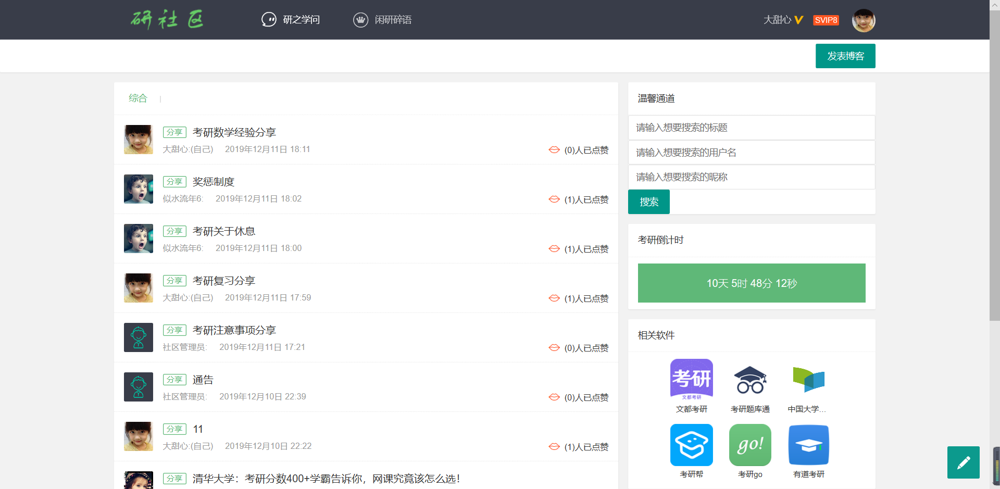 研社区
研之学问
闲研碎语
大甜心
SVIP8
发表博客
综合
分享 考研数学经验分享
大甜心:(自己) 2019年12月11日 18:11
(0)人已点赞
分享 奖惩制度
似水流年6: 2019年12月11日 18:02
(1)人已点赞
分享 考研关于休息
似水流年6: 2019年12月11日 18:00
(1)人已点赞
分享 考研复习分享
大甜心:(自己) 2019年12月11日 17:59
(1)人已点赞
分享 考研注意事项分享
社区管理员: 2019年12月11日 17:21
(0)人已点赞
分享 通告
社区管理员: 2019年12月10日 22:39
(0)人已点赞
分享 11
大甜心:(自己) 2019年12月10日 22:22
(1)人已点赞
分享 清华大学：考研分数400+学霸告诉你，网课究竟该怎么选！
温馨通道
请输入想要搜索的标题
请输入想要搜索的用户名
请输入想要搜索的昵称
搜索
考研倒计时
10天 5时 48分 12秒
相关软件
考研
文都考研
文都考研
考研题库通
中国大学...
go!
考研帮
考研go
有道考研